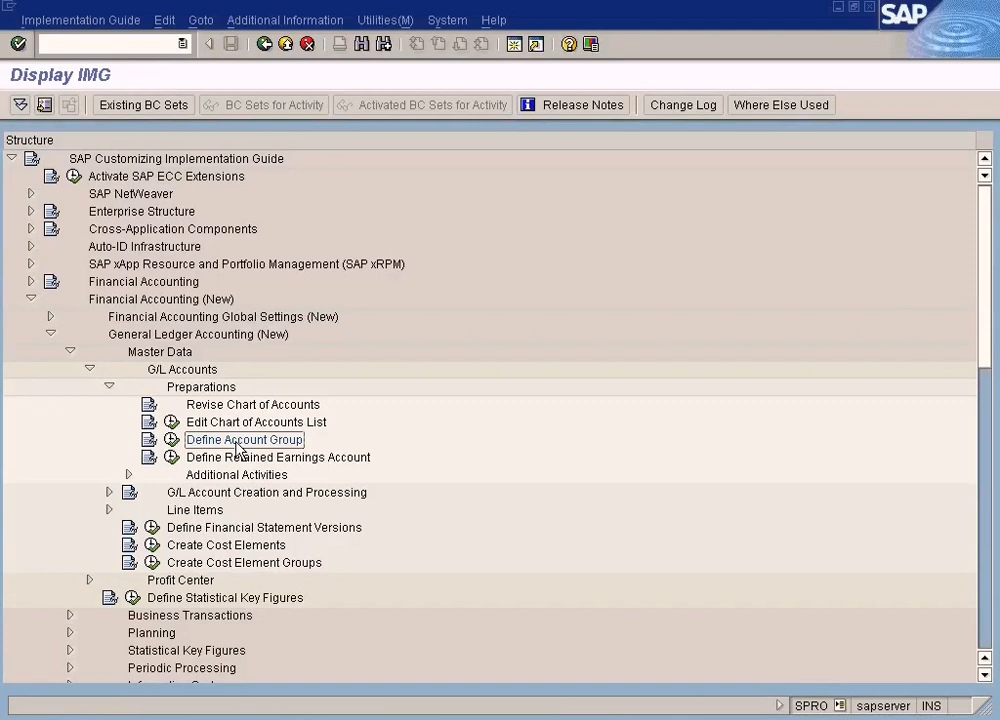 Implementation Guide Edit Goto Additional Information Utilities(M) System Help
SAP
Display IMG
Existing BC Sets BC Sets for Activity Activated BC Sets for Activity Release Notes Change Log Where Else Used
Structure
SAP Customizing Implementation Guide
Activate SAP ECC Extensions
SAP NetWeaver
Enterprise Structure
Cross-Application Components
Auto-ID Infrastructure
SAP xApp Resource and Portfolio Management (SAP xRPM)
Financial Accounting
Financial Accounting (New)
Financial Accounting Global Settings (New)
General Ledger Accounting (New)
Master Data
G/L Accounts
Preparations
Revise Chart of Accounts
Edit Chart of Accounts List
Define Account Group
Define Retained Earnings Account
Additional Activities
G/L Account Creation and Processing
Line Items
Define Financial Statement Versions
Create Cost Elements
Create Cost Element Groups
Profit Center
Define Statistical Key Figures
Business Transactions
Planning
Statistical Key Figures
Periodic Processing
SPRO sapserver INS